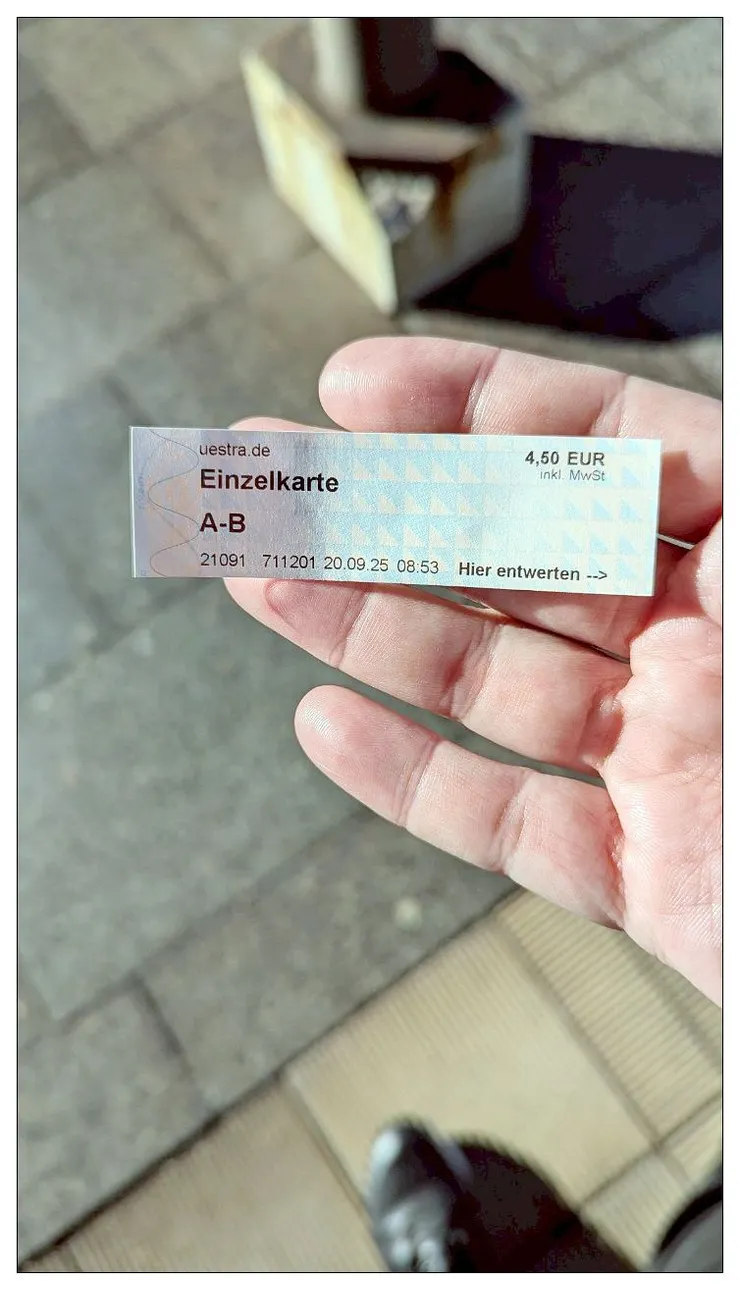 uestra.de
4,50 EUR
inkl. MwSt
Einzelkarte
A-B
21091 711201 20.09.25 08:53 Hier entwerten -->